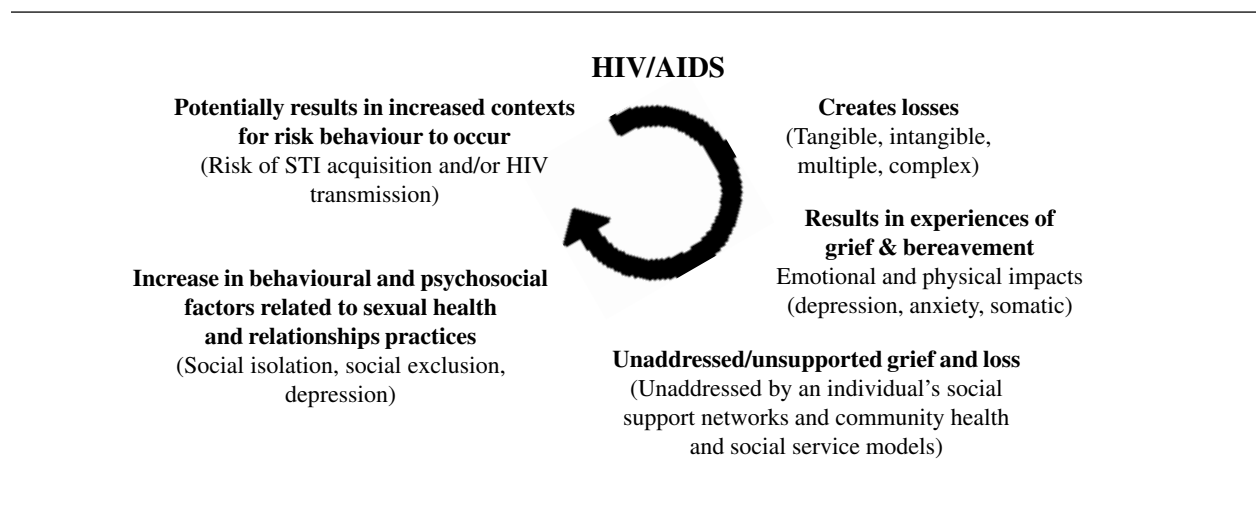 HIV/AIDS
Creates losses
(Tangible, intangible,
multiple, complex)
Results in experiences of
grief & bereavement
Emotional and physical impacts
(depression, anxiety, somatic)
Unaddressed/unsupported grief and loss
(Unaddressed by an individual's social
support networks and community health
and social service models)
Increase in behavioural and psychosocial
factors related to sexual health
and relationships practices
(Social isolation, social exclusion,
depression)
Potentially results in increased contexts
for risk behaviour to occur
(Risk of STI acquisition and/or HIV
transmission)